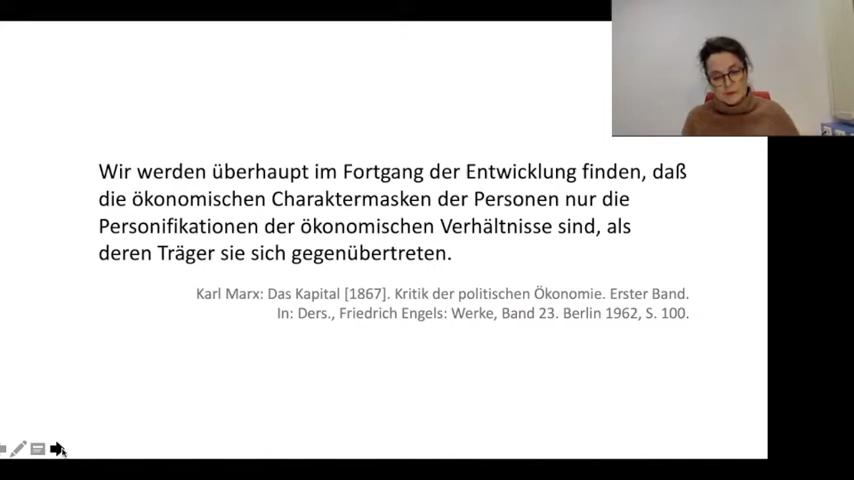 Wir werden überhaupt im Fortgang der Entwicklung finden, daß
die ökonomischen Charaktermasken der Personen nur die
Personifikationen der ökonomischen Verhältnisse sind, als
deren Träger sie sich gegenübertreten.
Karl Marx: Das Kapital [1867]. Kritik der politischen Ökonomie. Erster Band.
In: Ders., Friedrich Engels: Werke, Band 23. Berlin 1962, S. 100.